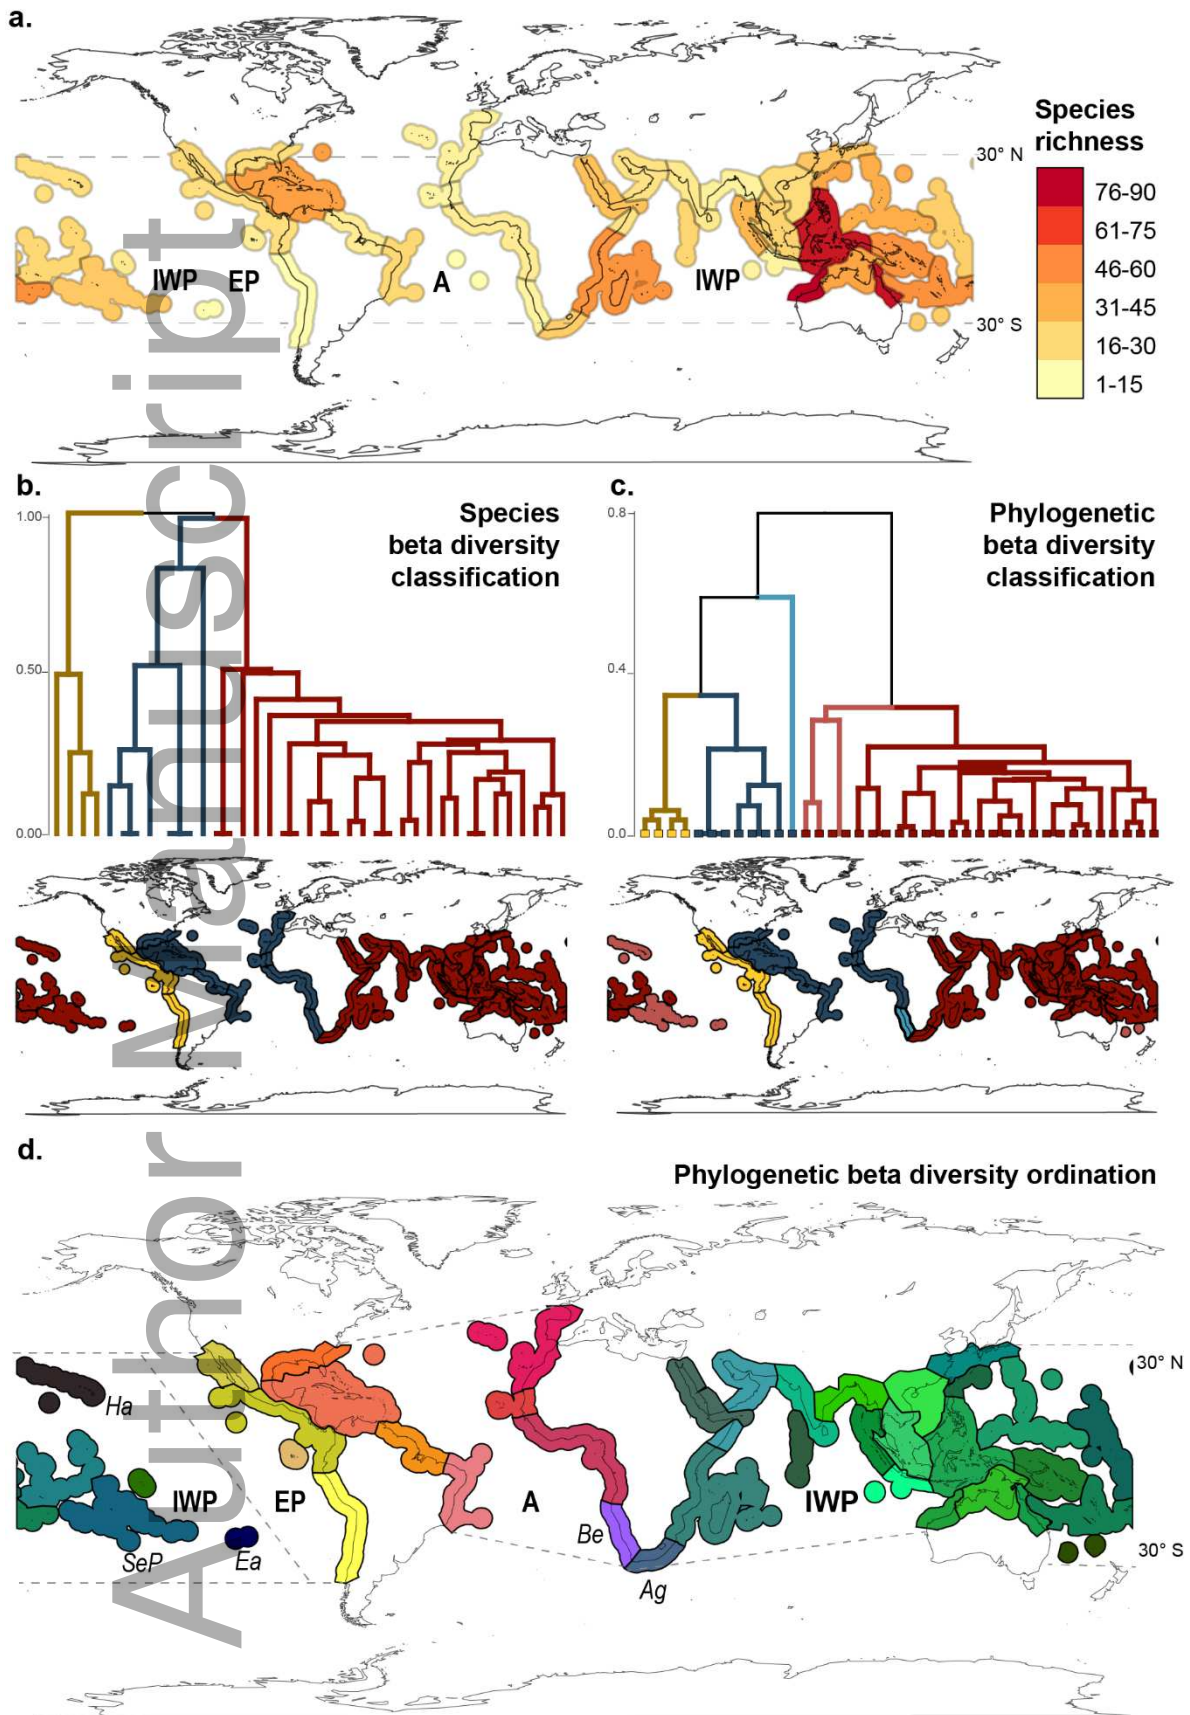 a.
Species
richness
30° N
76-90
61-75
46-60
31-45
16-30
1-15
IWP
EP
A
IWP
30° S
b.
Species
beta diversity
classification
1.00
0.50
0.00
c.
Phylogenetic
beta diversity
classification
0.8
0.4
0.0
d.
Phylogenetic beta diversity ordination
30° N
Ha
IWP
EP
A
IWP
SeP
Ea
Be
Ag
30° S
Author Manuscript